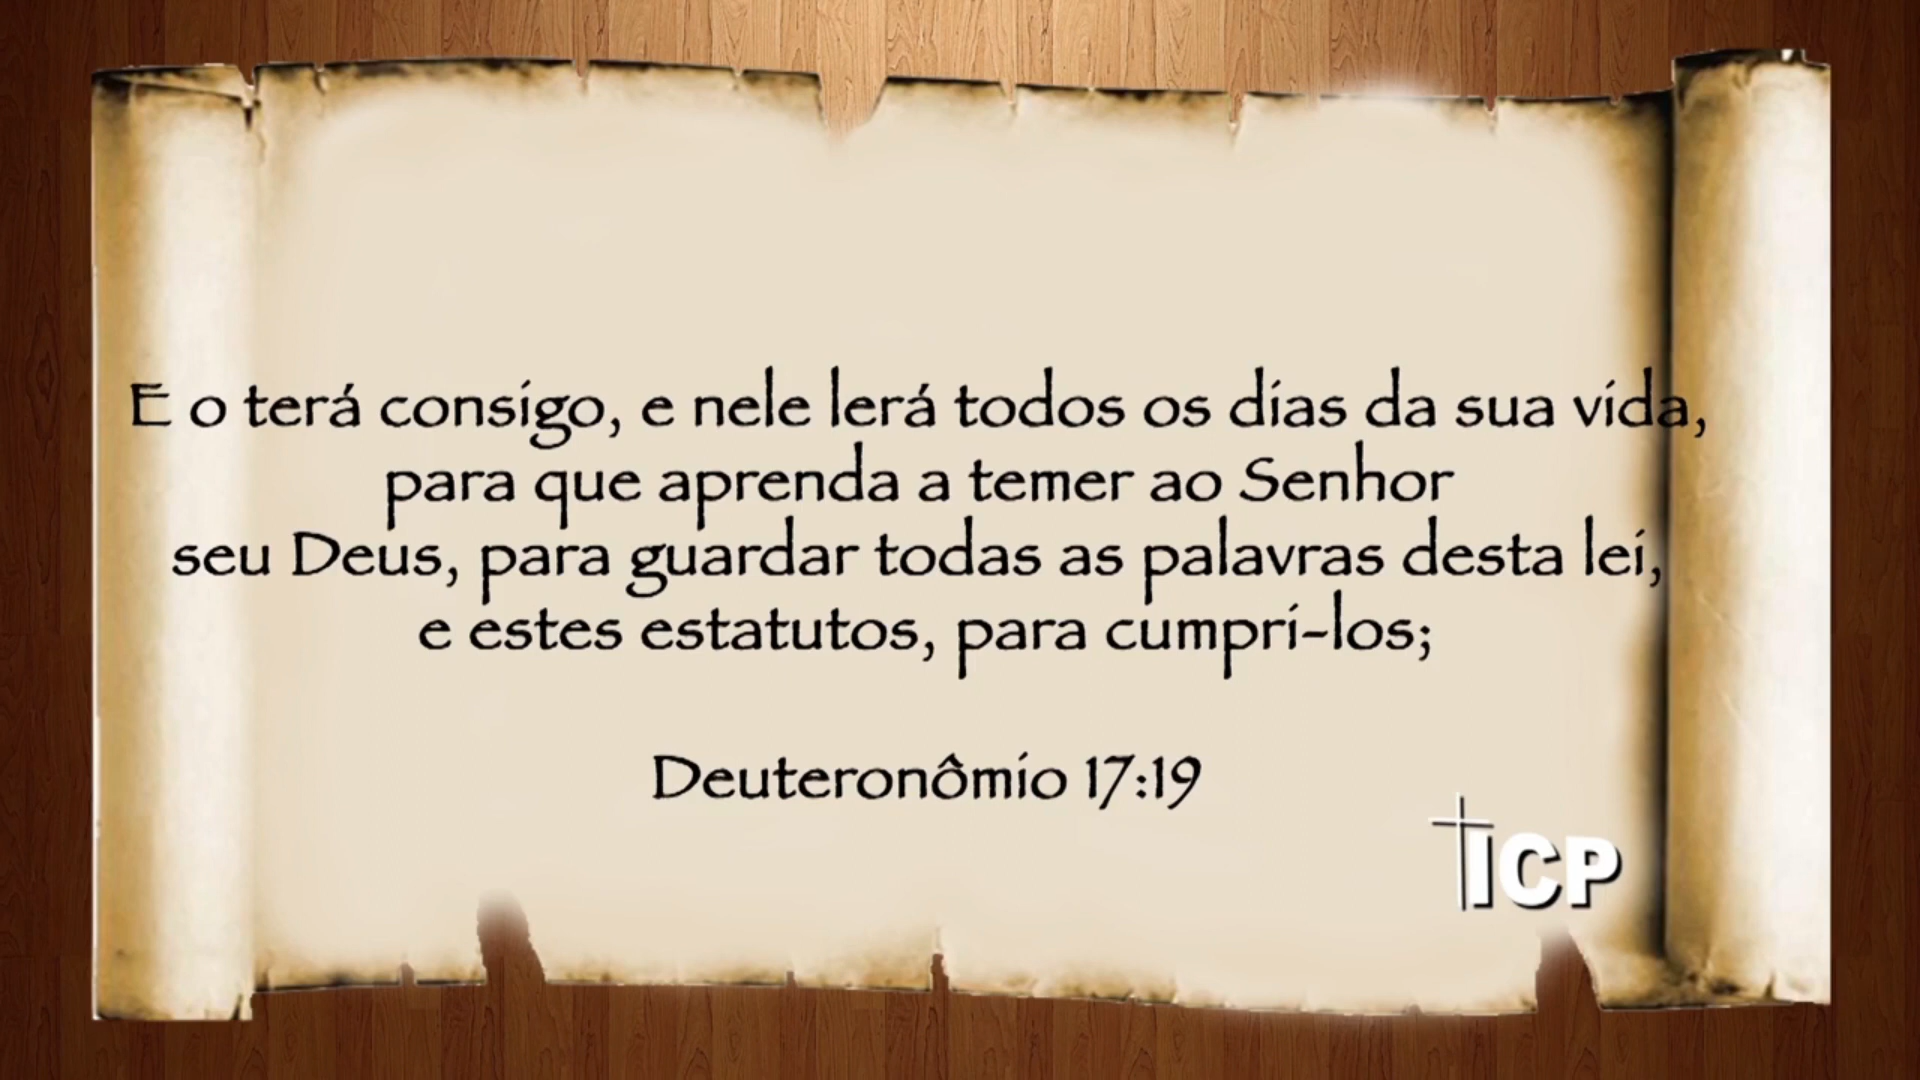 E o terá consigo, e nele lerá todos os dias da sua vida,
para que aprenda a temer ao Senhor
seu Deus, para guardar todas as palavras desta lei,
e estes estatutos, para cumpri-los;
Deuteronômio 17:19
ICP